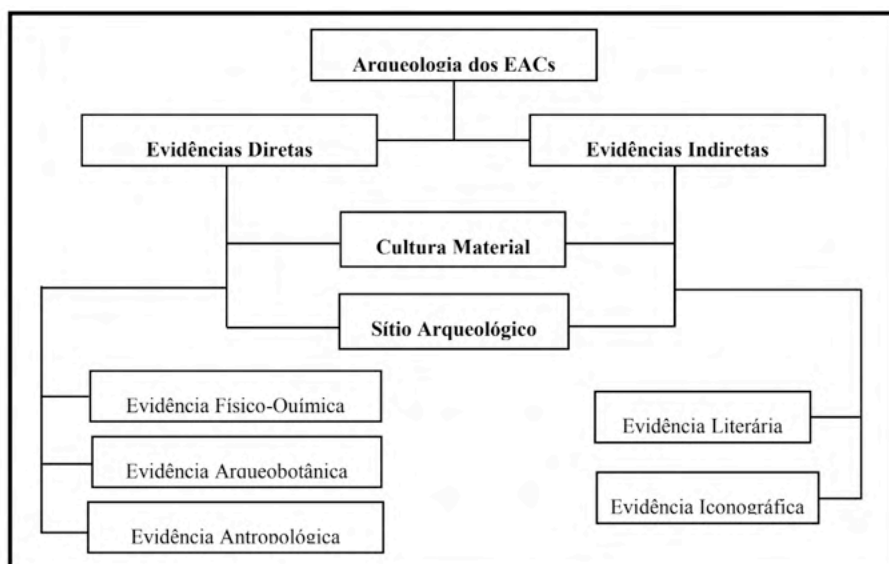 Arqueologia dos EACs
Evidências Diretas
Evidências Indiretas
Cultura Material
Sítio Arqueológico
Evidência Físico-Química
Evidência Arqueobotânica
Evidência Antropológica
Evidência Literária
Evidência Iconográfica